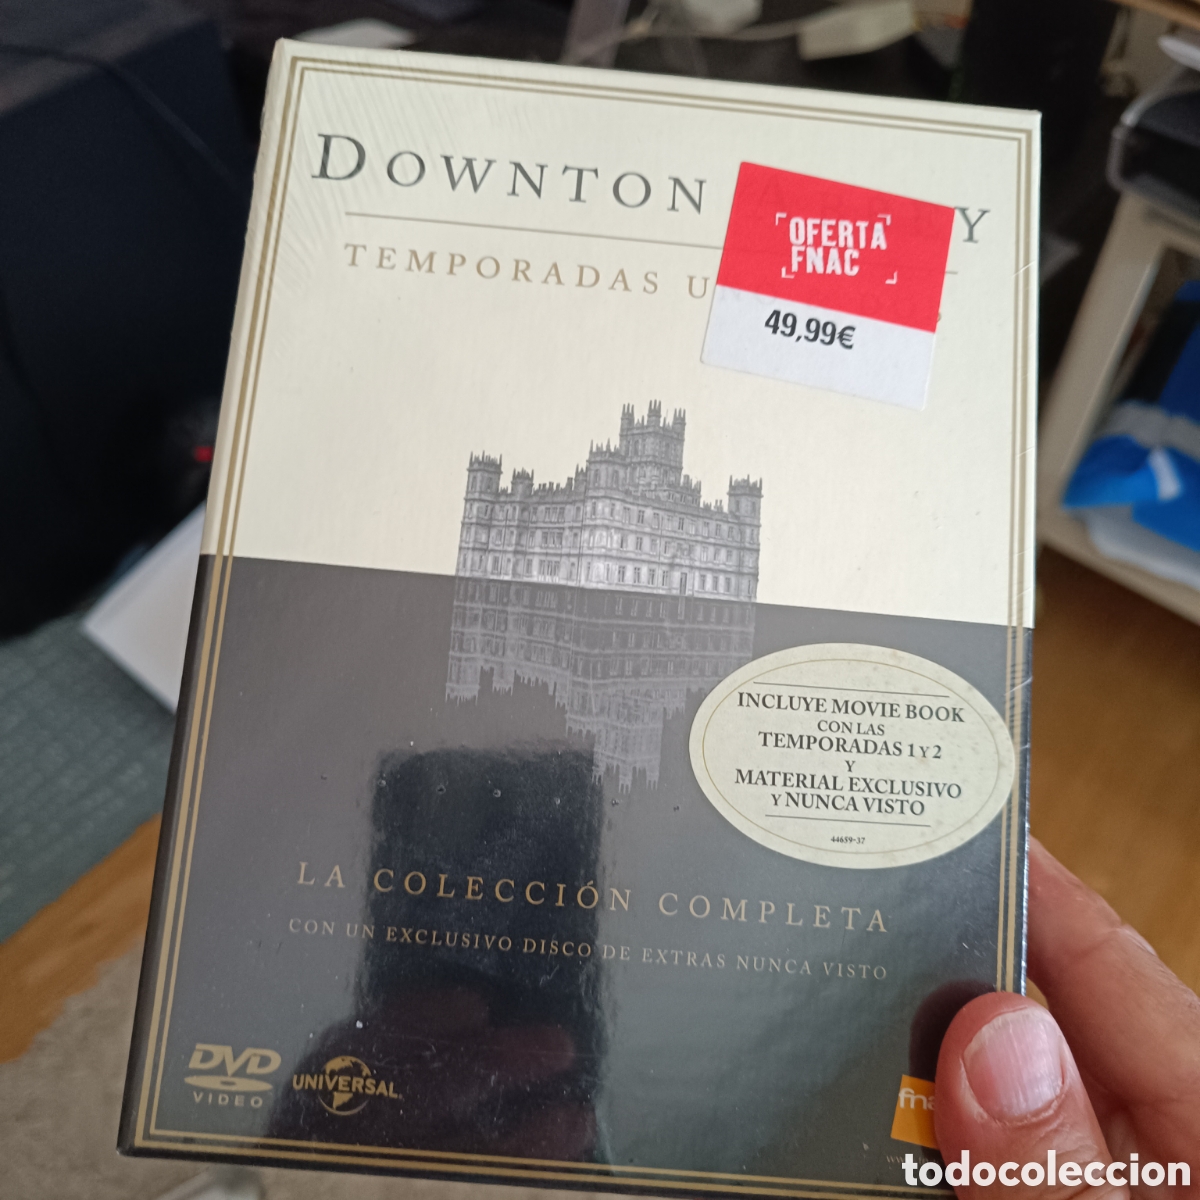 DOWNTON
TEMPORADAS
OFERTA
FNAC
49,99€
INCLUYE MOVIE BOOK
CON LAS
TEMPORADAS 1 Y 2
Y
MATERIAL EXCLUSIVO
Y NUNCA VISTO
44659-37
LA COLECCIÓN COMPLETA
CON UN EXCLUSIVO DISCO DE EXTRAS NUNCA VISTO
DVD
VIDEO
UNIVERSAL
todocoleccion